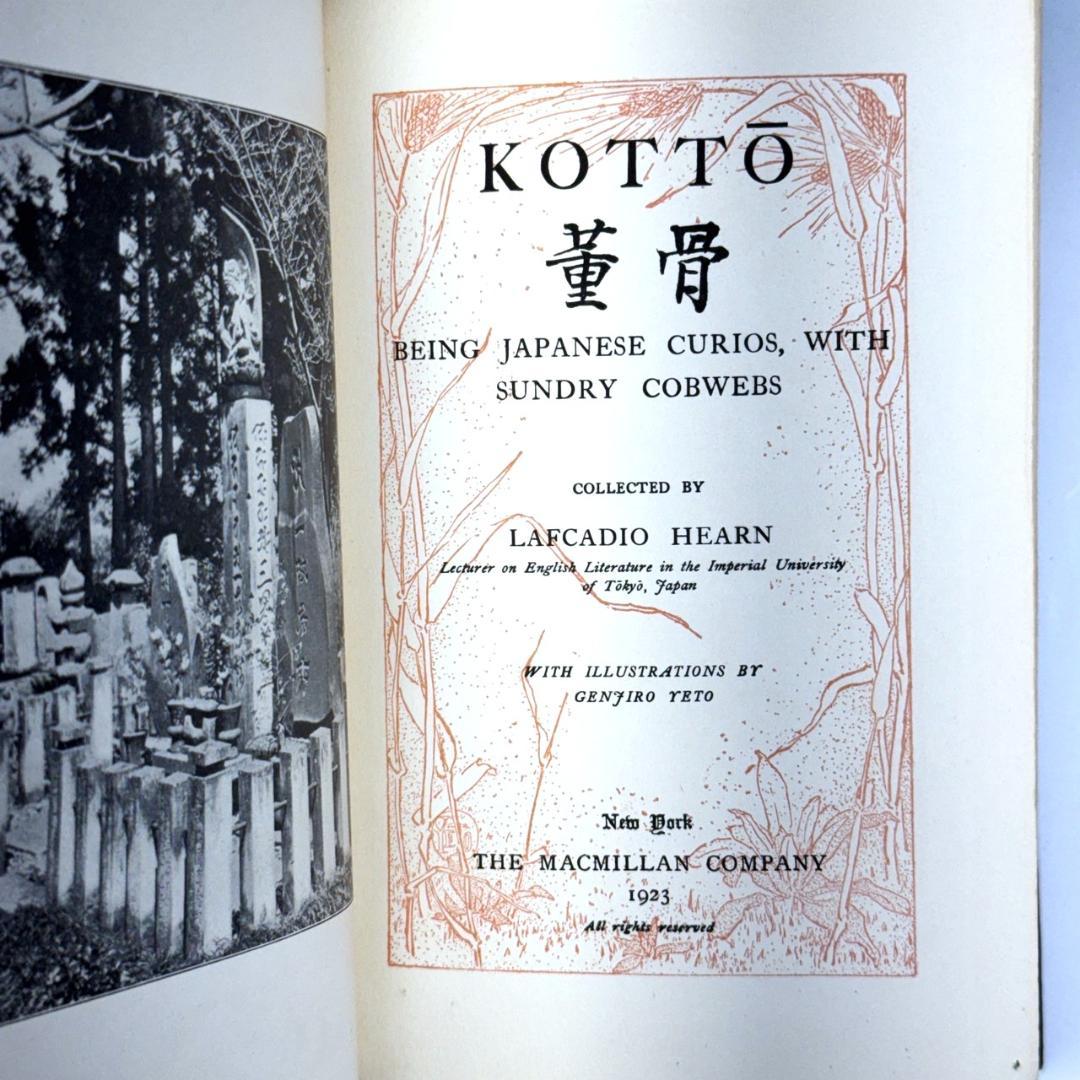 KOTTŌ
董骨
BEING JAPANESE CURIOS, WITH
SUNDRY COBWEBS
COLLECTED BY
LAFCADIO HEARN
Lecturer on English Literature in the Imperial University
of Tōkyō, Japan
WITH ILLUSTRATIONS BY
GENJIRO YETO
New York
THE MACMILLAN COMPANY
1923
All rights reserved